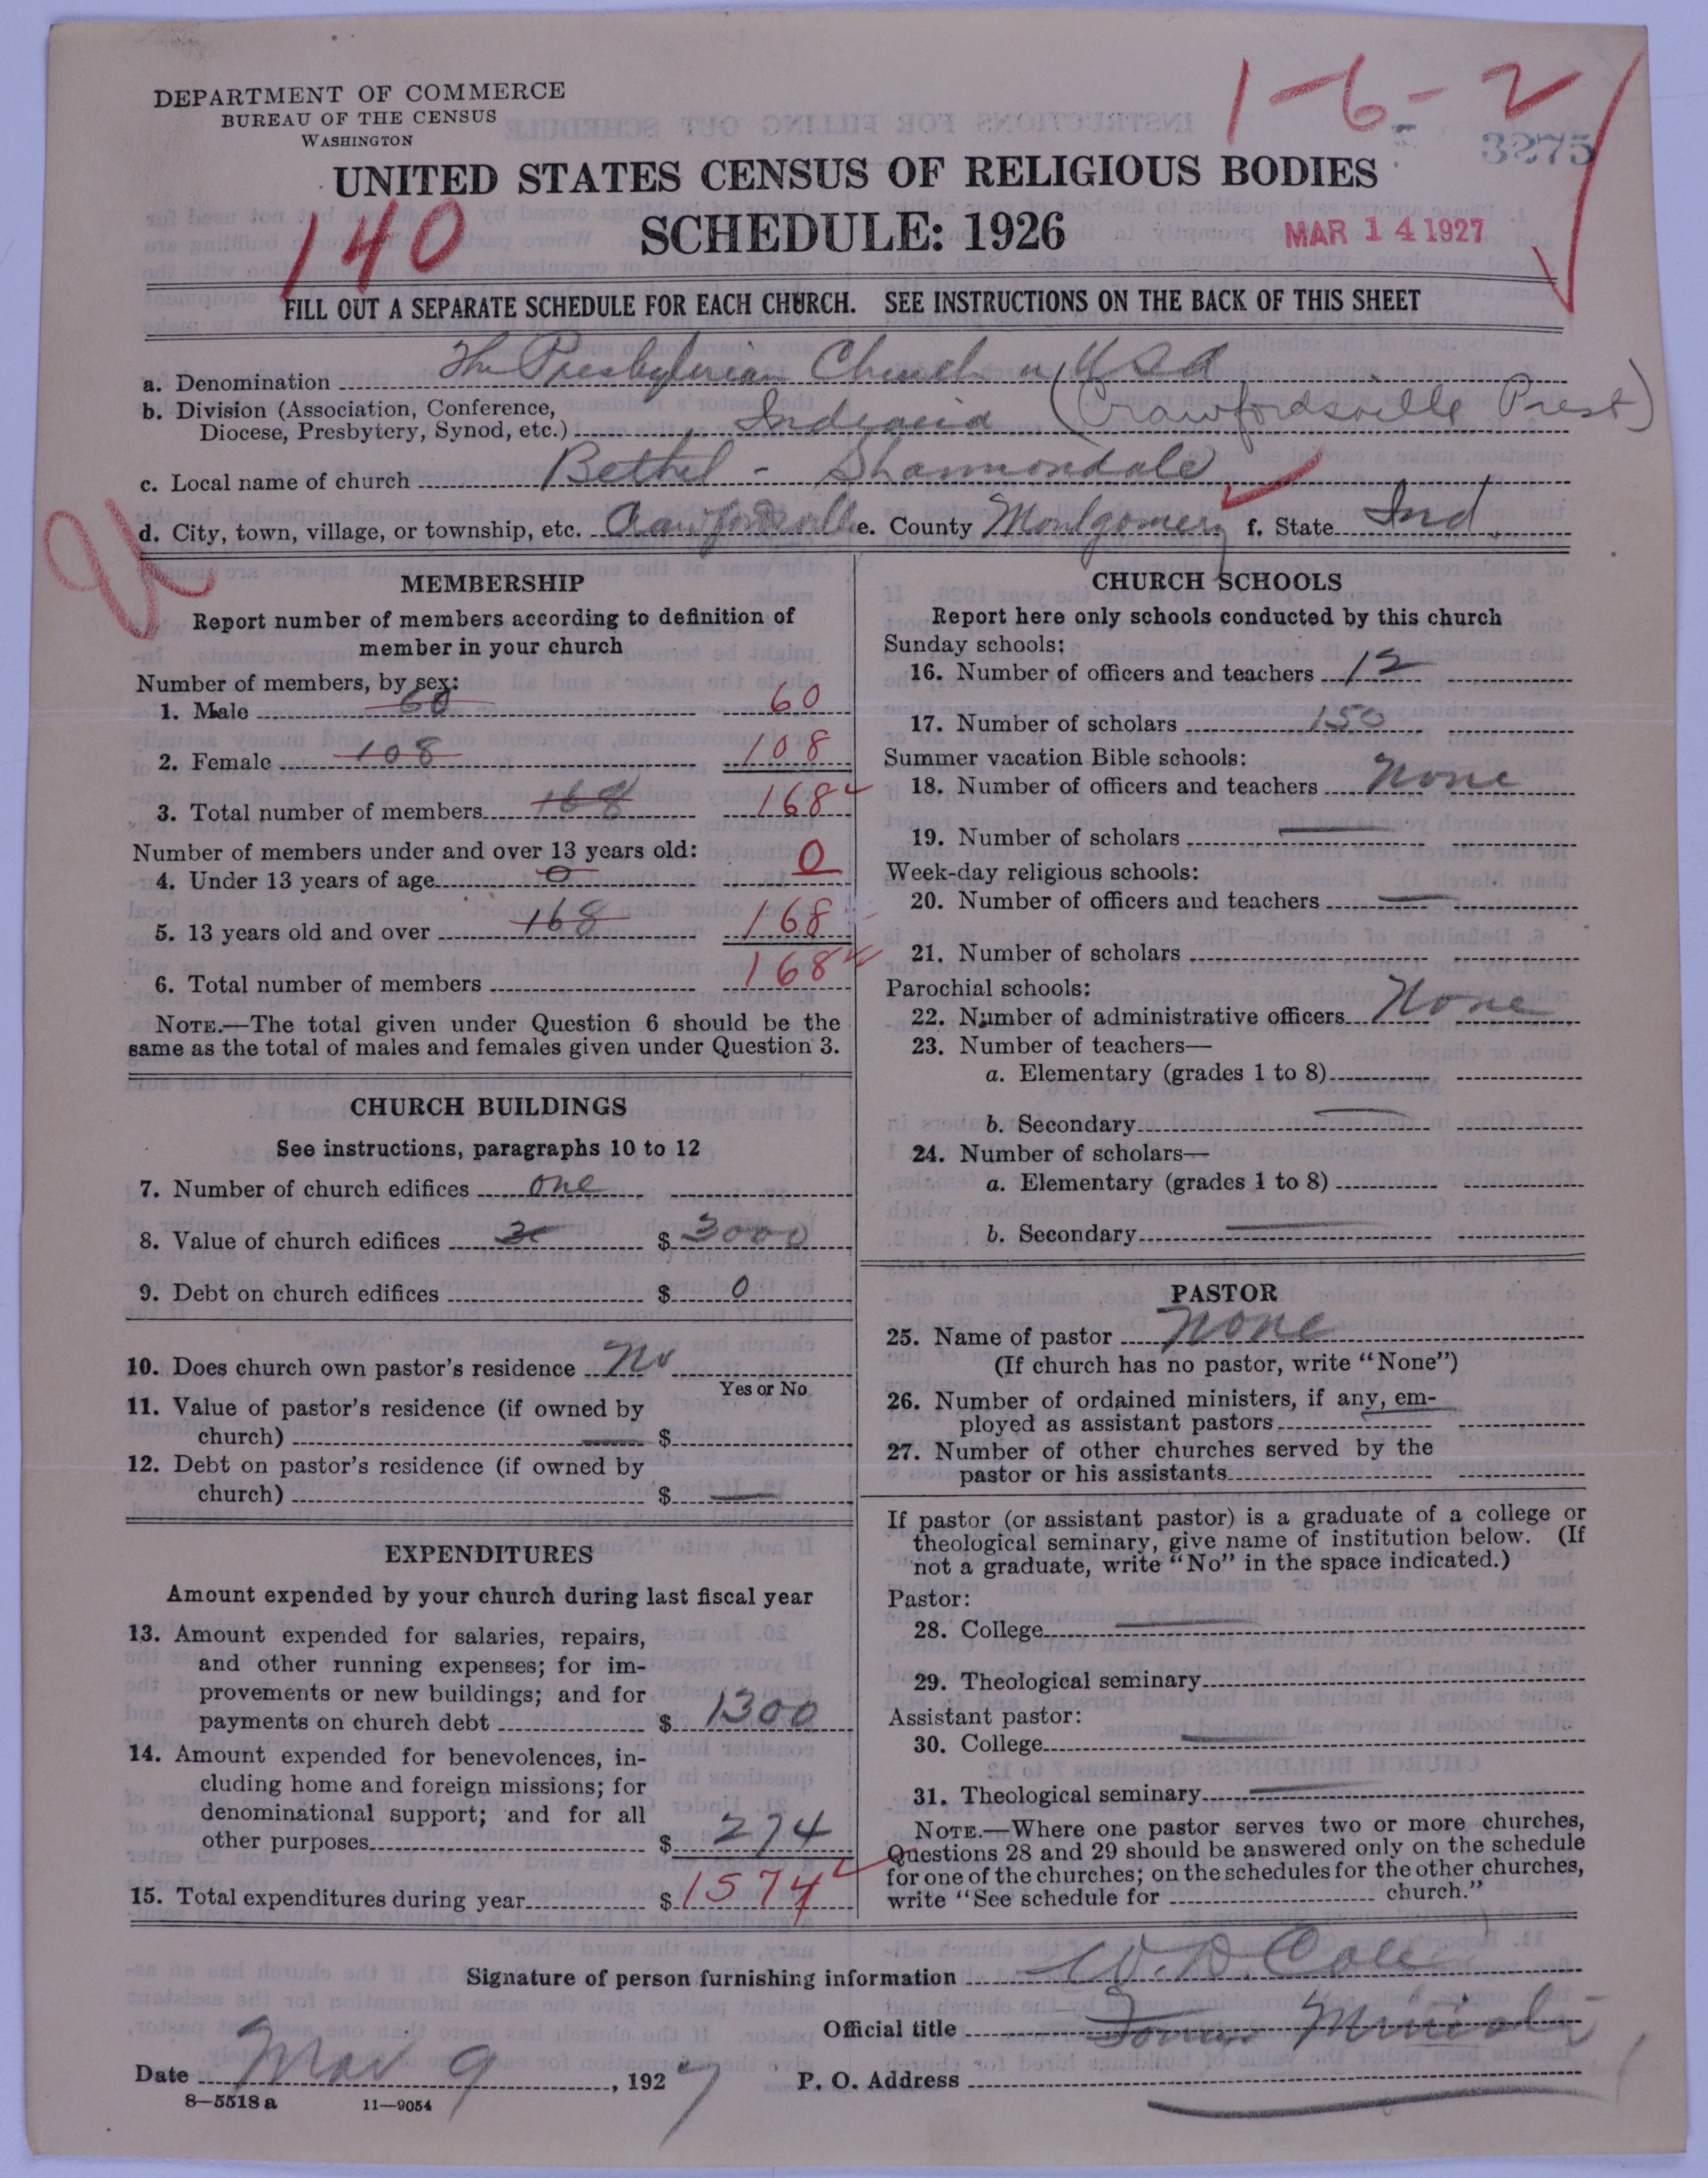 1-6-2
DEPARTMENT OF COMMERCE
BUREAU OF THE CENSUS
WASHINGTON
3275
UNITED STATES CENSUS OF RELIGIOUS BODIES
140
SCHEDULE: 1926
MAR 14 1927
FILL OUT A SEPARATE SCHEDULE FOR EACH CHURCH. SEE INSTRUCTIONS ON THE BACK OF THIS SHEET
a. Denomination The Presbyterian Church in USA
b. Division (Association, Conference,
Diocese, Presbytery, Synod, etc.) Indiana (Crawfordsville Prest)
c. Local name of church Bethel - Shannondale
d. City, town, village, or township, etc. Crawfordsville e. County Montgomery f. State Ind
MEMBERSHIP
Report number of members according to definition of
member in your church
Number of members, by sex:
1. Male 60 60
2. Female 108 108
3. Total number of members 168 168
Number of members under and over 13 years old:
4. Under 13 years of age 0 0
5. 13 years old and over 168 168
6. Total number of members 168
NOTE.—The total given under Question 6 should be the
same as the total of males and females given under Question 3.
CHURCH BUILDINGS
See instructions, paragraphs 10 to 12
7. Number of church edifices one
8. Value of church edifices 30 $ 3000
9. Debt on church edifices $ 0
10. Does church own pastor's residence No
Yes or No
11. Value of pastor's residence (if owned by
church) $
12. Debt on pastor's residence (if owned by
church) $
EXPENDITURES
Amount expended by your church during last fiscal year
13. Amount expended for salaries, repairs,
and other running expenses; for im-
provements or new buildings; and for
payments on church debt $ 1300
14. Amount expended for benevolences, in-
cluding home and foreign missions; for
denominational support; and for all
other purposes $ 274
15. Total expenditures during year $ 1574
CHURCH SCHOOLS
Report here only schools conducted by this church
Sunday schools:
16. Number of officers and teachers 12
17. Number of scholars 150
Summer vacation Bible schools:
18. Number of officers and teachers None
19. Number of scholars
Week-day religious schools:
20. Number of officers and teachers
21. Number of scholars
Parochial schools:
22. Number of administrative officers None
23. Number of teachers—
a. Elementary (grades 1 to 8)
b. Secondary
24. Number of scholars—
a. Elementary (grades 1 to 8)
b. Secondary
PASTOR
25. Name of pastor None
(If church has no pastor, write "None")
26. Number of ordained ministers, if any, em-
ployed as assistant pastors
27. Number of other churches served by the
pastor or his assistants
If pastor (or assistant pastor) is a graduate of a college or
theological seminary, give name of institution below. (If
not a graduate, write "No" in the space indicated.)
Pastor:
28. College
29. Theological seminary
Assistant pastor:
30. College
31. Theological seminary
NOTE.—Where one pastor serves two or more churches,
Questions 28 and 29 should be answered only on the schedule
for one of the churches; on the schedules for the other churches,
write "See schedule for church."
Signature of person furnishing information W. D. Cole
Official title Former Minister
Date Mar 9, 1927 P. O. Address
8—5518 a 11—9054